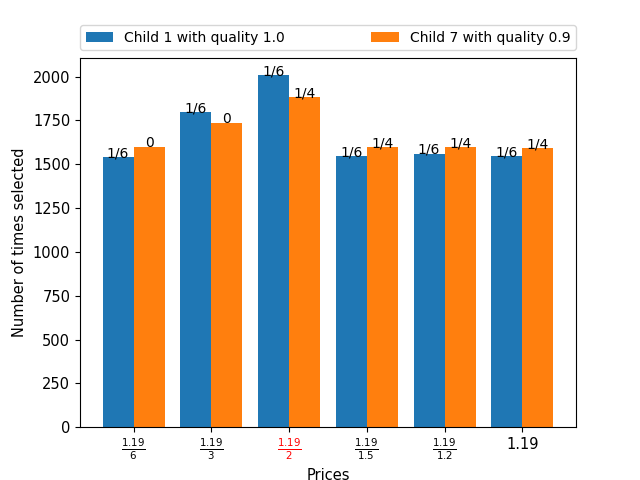 Child 1 with quality 1.0 Child 7 with quality 0.9
2000
1750
1500
1250
1000
750
500
250
0
Number of times selected
1/6 0 1/6 0 1/6 1/4 1/6 1/4 1/6 1/4 1/6 1/4
1.19/6 1.19/3 1.19/2 1.19/1.5 1.19/1.2 1.19
Prices